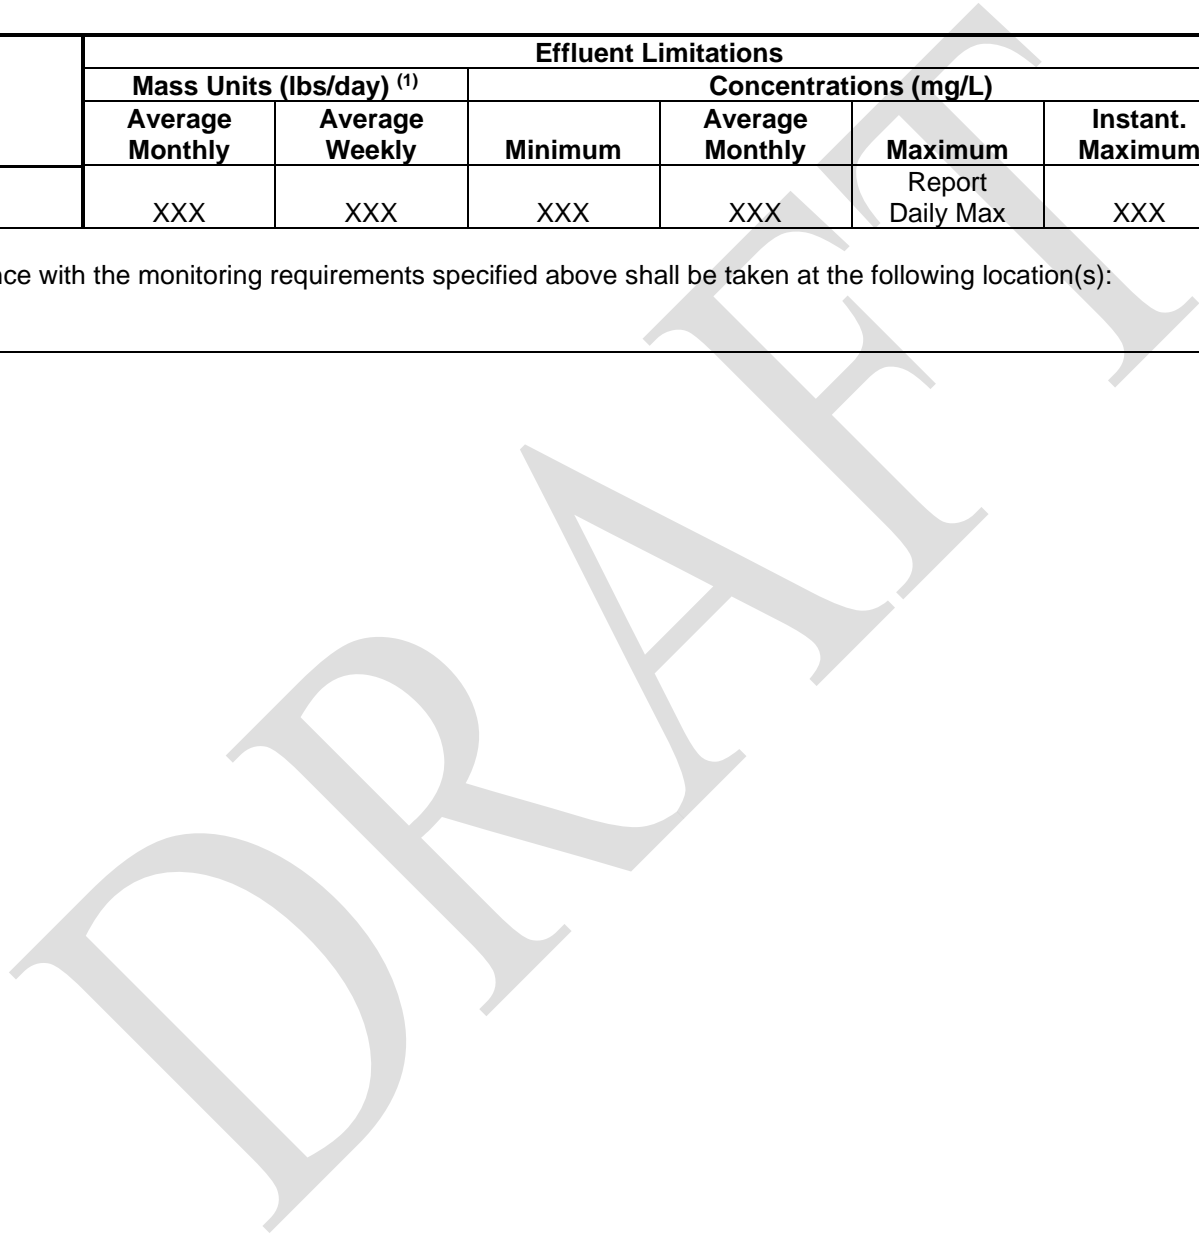 Effluent Limitations
Mass Units (lbs/day) (1) Concentrations (mg/L)
Average Monthly Average Weekly Minimum Average Monthly Maximum Instant. Maximum
XXX XXX XXX XXX Report Daily Max XXX
nce with the monitoring requirements specified above shall be taken at the following location(s):
DRAFT